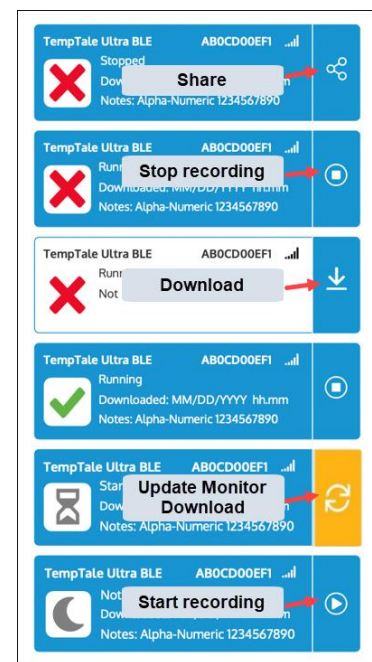 TempTale Ultra BLE AB0CD00EF1
Stopped
Share
Notes: Alpha-Numeric 1234567890
TempTale Ultra BLE AB0CD00EF1
Stop recording
Downloaded: MM/DD/YYYY hh:mm
Notes: Alpha-Numeric 1234567890
TempTale Ultra BLE AB0CD00EF1
Download
Not
TempTale Ultra BLE AB0CD00EF1
Running
Downloaded: MM/DD/YYYY hh.mm
Notes: Alpha-Numeric 1234567890
TempTale Ultra BLE AB0CD00EF1
Update Monitor
Download
Notes: Alpha-Numeric 1234567890
TempTale Ultra BLE AB0CD00EF1
Start recording
Notes: Alpha-Numeric 1234567890